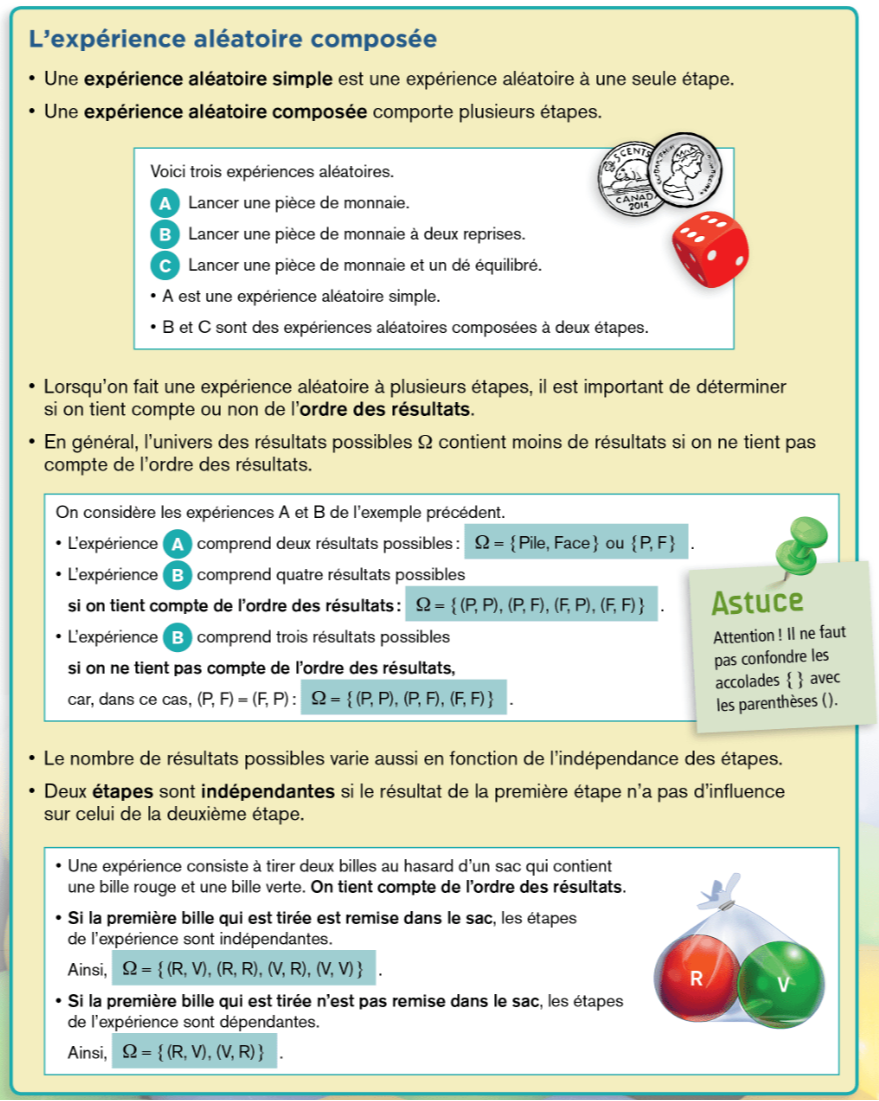 L'expérience aléatoire composée
• Une expérience aléatoire simple est une expérience aléatoire à une seule étape.
• Une expérience aléatoire composée comporte plusieurs étapes.
Voici trois expériences aléatoires.
A Lancer une pièce de monnaie.
B Lancer une pièce de monnaie à deux reprises.
C Lancer une pièce de monnaie et un dé équilibré.
• A est une expérience aléatoire simple.
• B et C sont des expériences aléatoires composées à deux étapes.
5 CENTS
CANADA
2014
• Lorsqu'on fait une expérience aléatoire à plusieurs étapes, il est important de déterminer
si on tient compte ou non de l'ordre des résultats.
• En général, l'univers des résultats possibles Ω contient moins de résultats si on ne tient pas
compte de l'ordre des résultats.
On considère les expériences A et B de l'exemple précédent.
• L'expérience A comprend deux résultats possibles : Ω = {Pile, Face} ou {P, F} .
• L'expérience B comprend quatre résultats possibles
si on tient compte de l'ordre des résultats : Ω = {(P, P), (P, F), (F, P), (F, F)} .
• L'expérience B comprend trois résultats possibles
si on ne tient pas compte de l'ordre des résultats,
car, dans ce cas, (P, F) = (F, P) : Ω = {(P, P), (P, F), (F, F)} .
Astuce
Attention ! Il ne faut
pas confondre les
accolades { } avec
les parenthèses ().
• Le nombre de résultats possibles varie aussi en fonction de l'indépendance des étapes.
• Deux étapes sont indépendantes si le résultat de la première étape n'a pas d'influence
sur celui de la deuxième étape.
• Une expérience consiste à tirer deux billes au hasard d'un sac qui contient
une bille rouge et une bille verte. On tient compte de l'ordre des résultats.
• Si la première bille qui est tirée est remise dans le sac, les étapes
de l'expérience sont indépendantes.
Ainsi, Ω = {(R, V), (R, R), (V, R), (V, V)} .
• Si la première bille qui est tirée n'est pas remise dans le sac, les étapes
de l'expérience sont dépendantes.
Ainsi, Ω = {(R, V), (V, R)} .
R
V